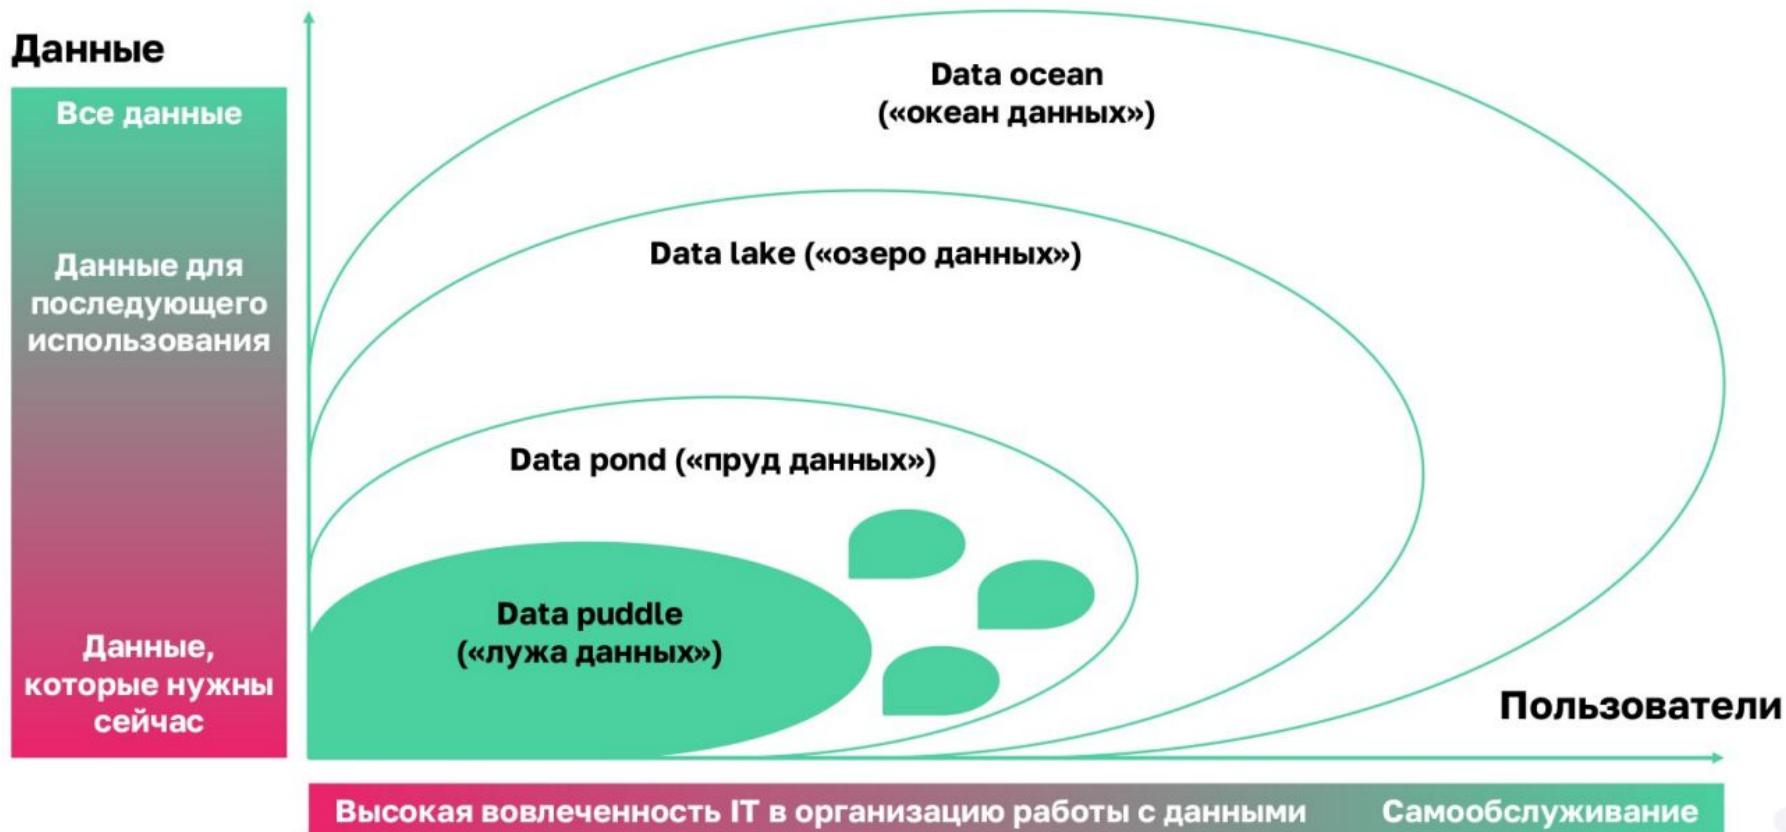 Данные
Все данные
Данные для
последующего
использования
Данные,
которые нужны
сейчас
Data ocean
(«океан данных»)
Data lake («озеро данных»)
Data pond («пруд данных»)
Data puddle
(«лужа данных»)
Пользователи
Высокая вовлеченность IT в организацию работы с данными
Самообслуживание